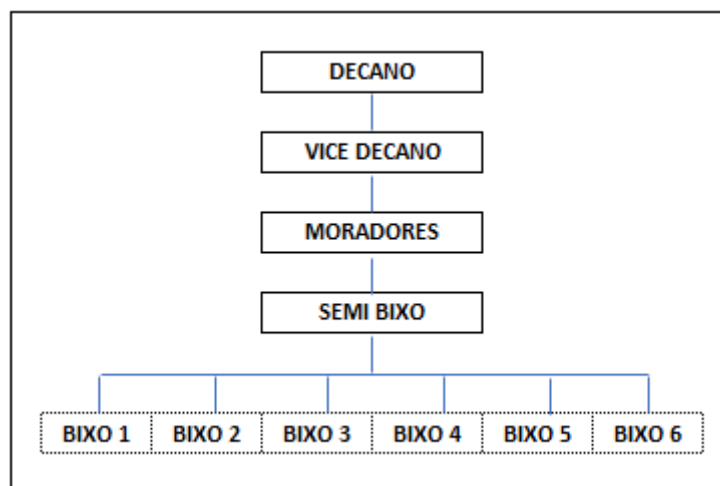 DECANO
VICE DECANO
MORADORES
SEMI BIXO
BIXO 1 BIXO 2 BIXO 3 BIXO 4 BIXO 5 BIXO 6